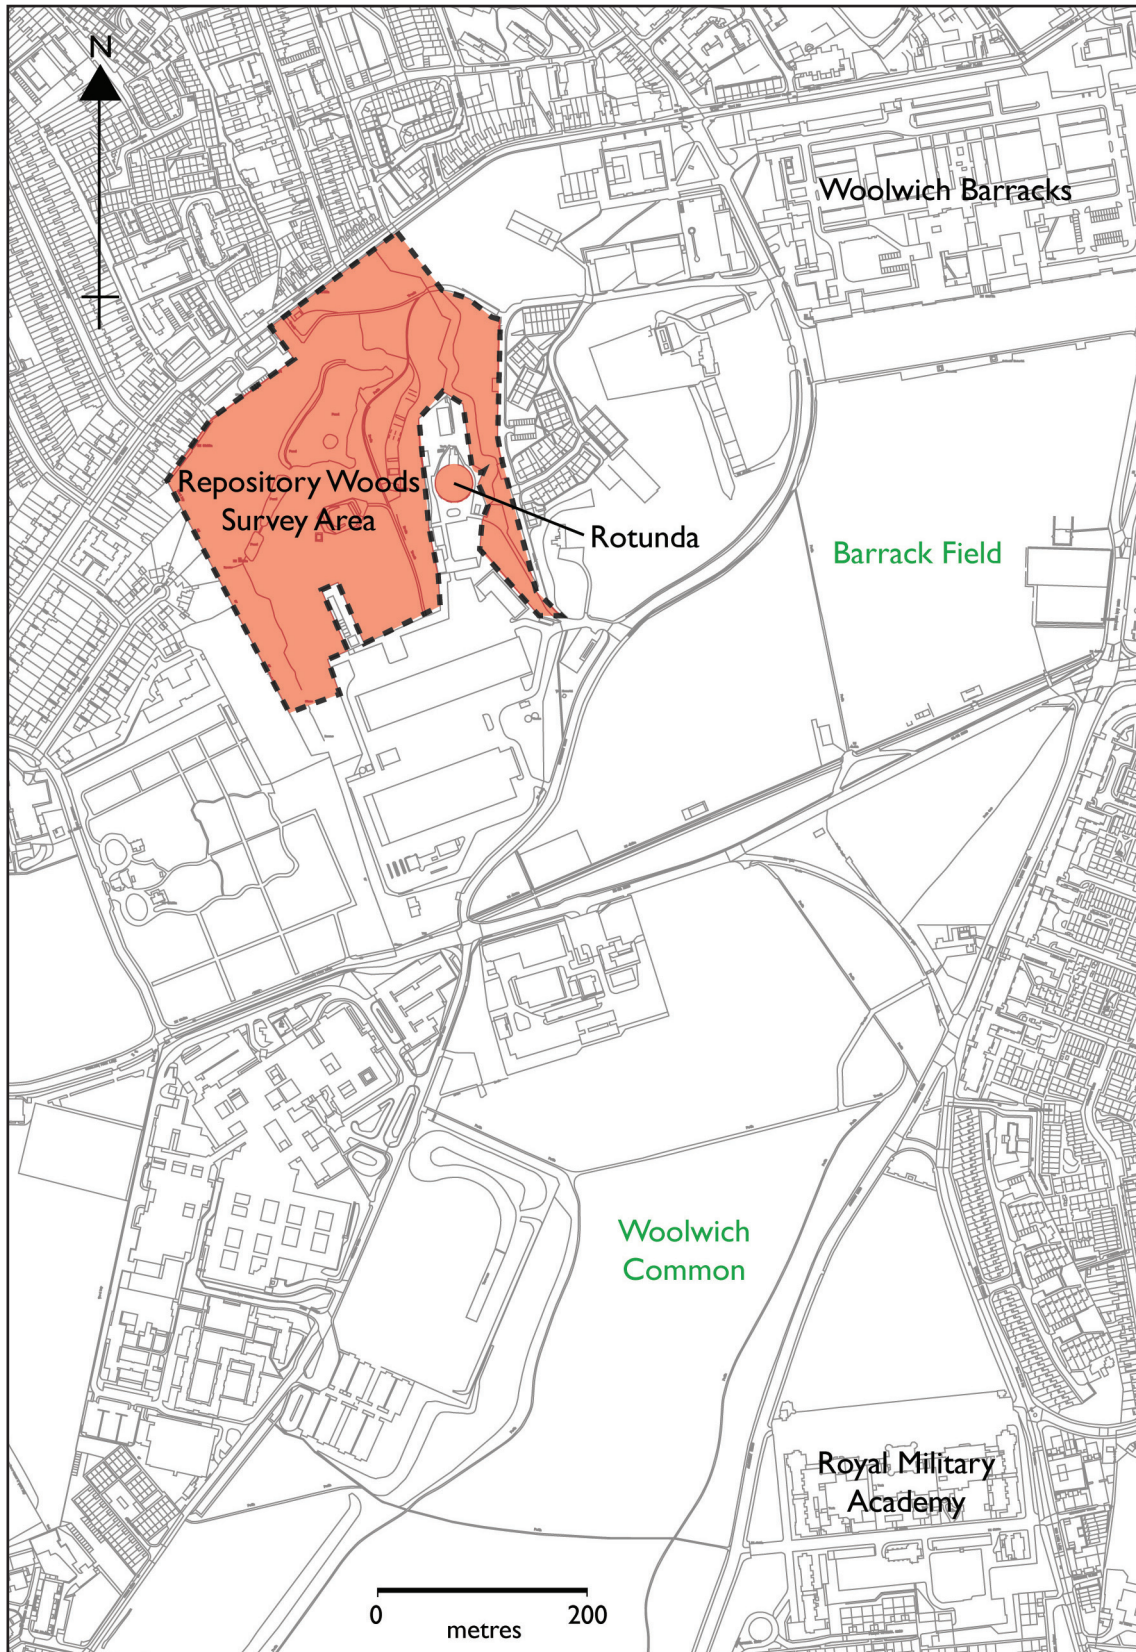 N
Woolwich Barracks
Repository Woods
Survey Area
Rotunda
Barrack Field
Woolwich
Common
Royal Military
Academy
0
200
metres